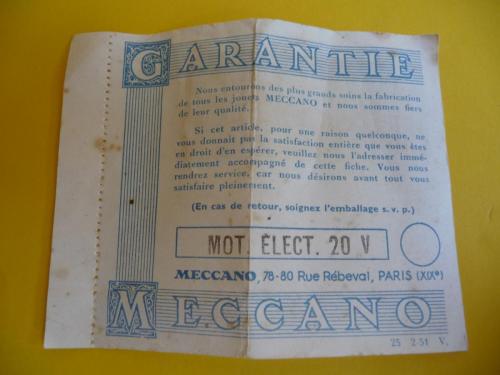 GARANTIE
Nous entourons des plus grands soins la fabrication
de tous les jouets MECCANO et nous sommes fiers
de leur qualité.
Si cet article, pour une raison quelconque, ne
vous donnait pas la satisfaction entière que vous êtes
en droit d'en espérer, veuillez nous l'adresser immé-
diatement accompagné de cette fiche. Vous nous
rendrez service, car nous désirons avant tout vous
satisfaire pleinement.
(En cas de retour, soignez l'emballage s. v. p.)
MOT. ÉLECT. 20 V
MECCANO, 78-80 Rue Rébeval, PARIS (XIXe)
MECCANO
25 2-51 V.